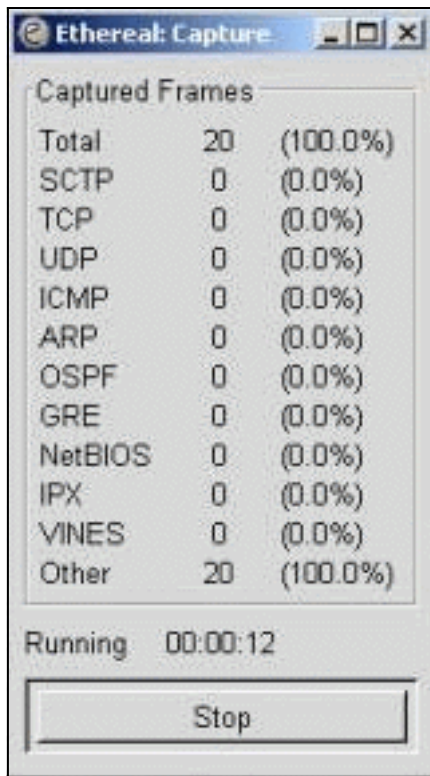 Ethereal: Capture
Captured Frames
Total 20 (100.0%)
SCTP 0 (0.0%)
TCP 0 (0.0%)
UDP 0 (0.0%)
ICMP 0 (0.0%)
ARP 0 (0.0%)
OSPF 0 (0.0%)
GRE 0 (0.0%)
NetBIOS 0 (0.0%)
IPX 0 (0.0%)
VINES 0 (0.0%)
Other 20 (100.0%)
Running 00:00:12
Stop